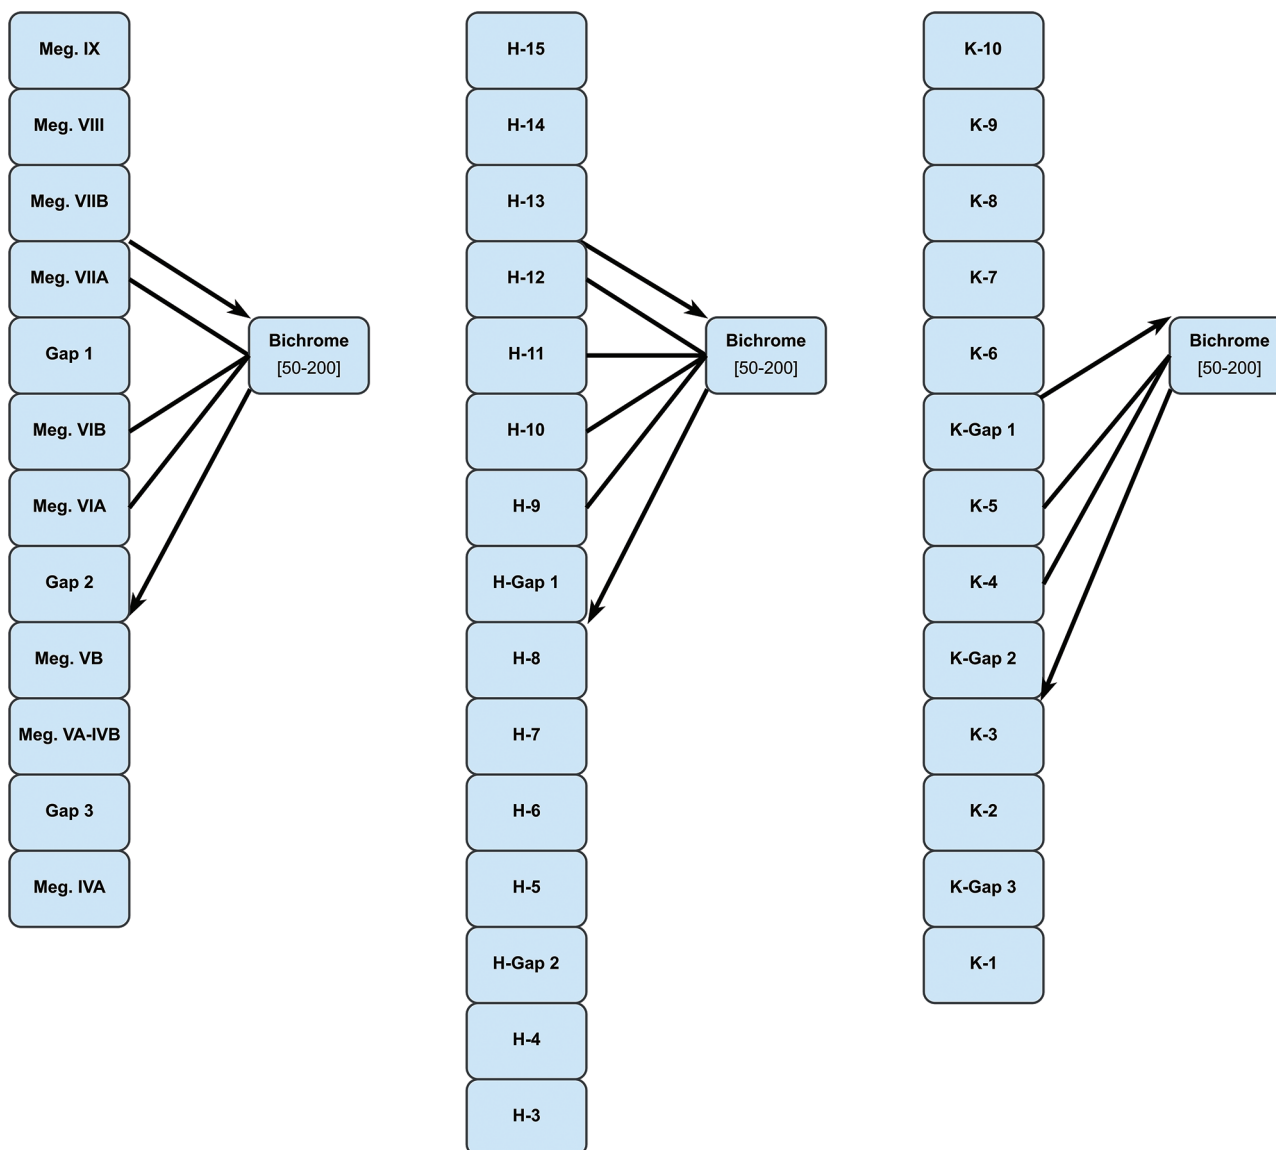 Meg. IX
Meg. VIII
Meg. VIIB
Meg. VIIA
Gap 1
Meg. VIB
Meg. VIA
Gap 2
Meg. VB
Meg. VA-IVB
Gap 3
Meg. IVA
Bichrome
[50-200]
H-15
H-14
H-13
H-12
H-11
H-10
H-9
H-Gap 1
H-8
H-7
H-6
H-5
H-Gap 2
H-4
H-3
Bichrome
[50-200]
K-10
K-9
K-8
K-7
K-6
K-Gap 1
K-5
K-4
K-Gap 2
K-3
K-2
K-Gap 3
K-1
Bichrome
[50-200]